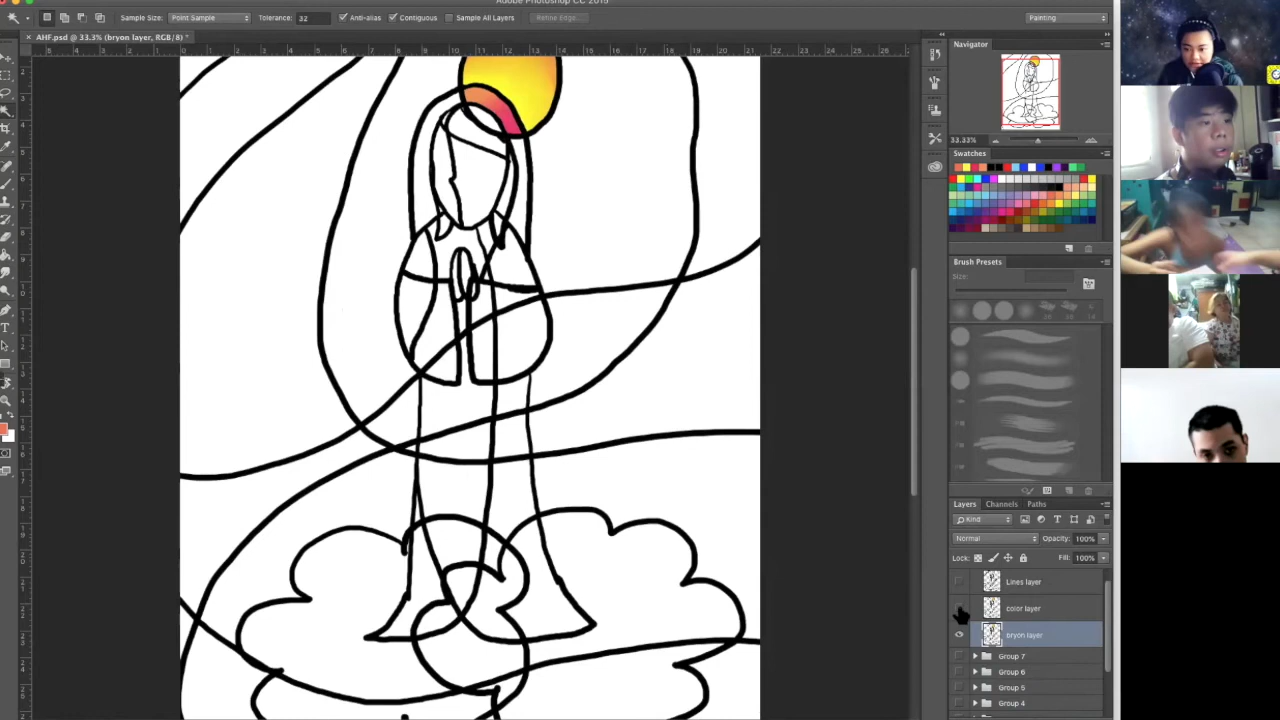 Adobe Photoshop CC 2015
Sample Size: Point Sample Tolerance: 32 Anti-alias Contiguous Sample All Layers Refine Edge... Painting
AHF.psd @ 33.3% (bryon layer, RGB/8) *
Navigator
33.33%
Swatches
Brush Presets
Size:
Layers Channels Paths
Kind
Normal Opacity: 100%
Lock: Fill: 100%
Lines layer
color layer
bryon layer
Group 7
Group 6
Group 5
Group 4